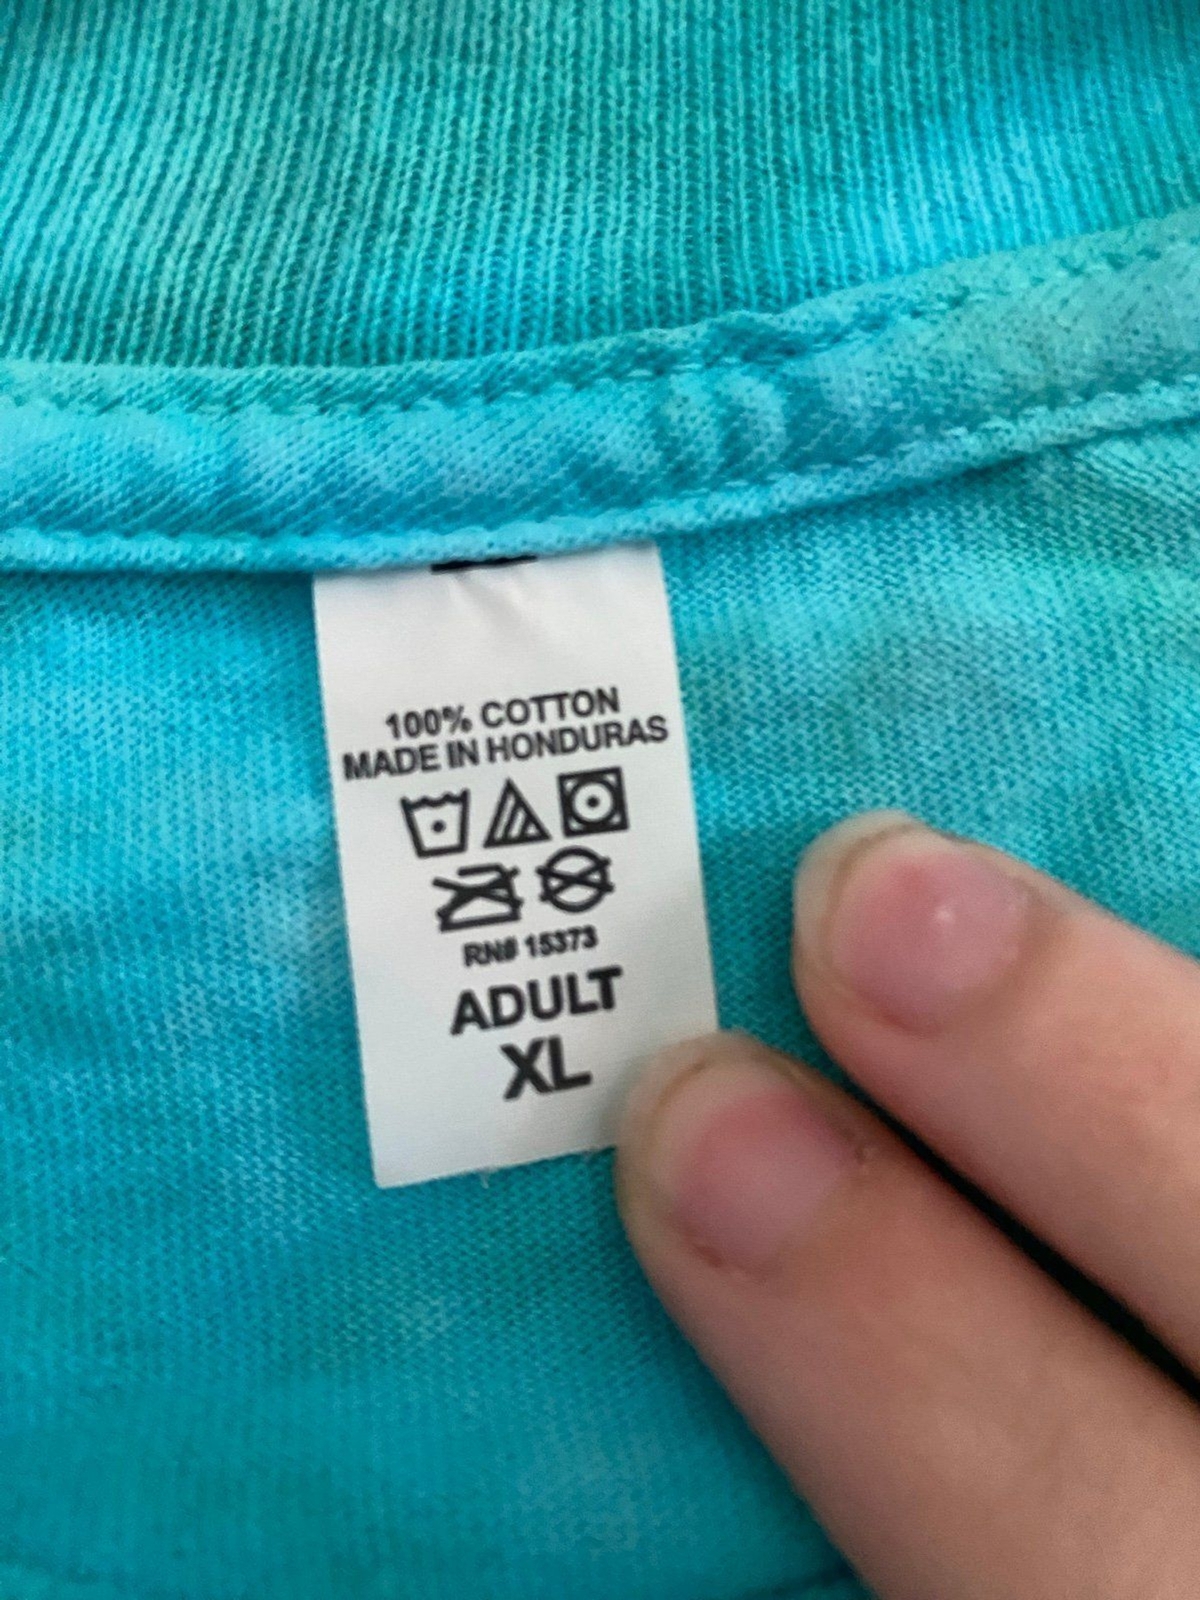 100% COTTON
MADE IN HONDURAS
RN# 15373
ADULT
XL